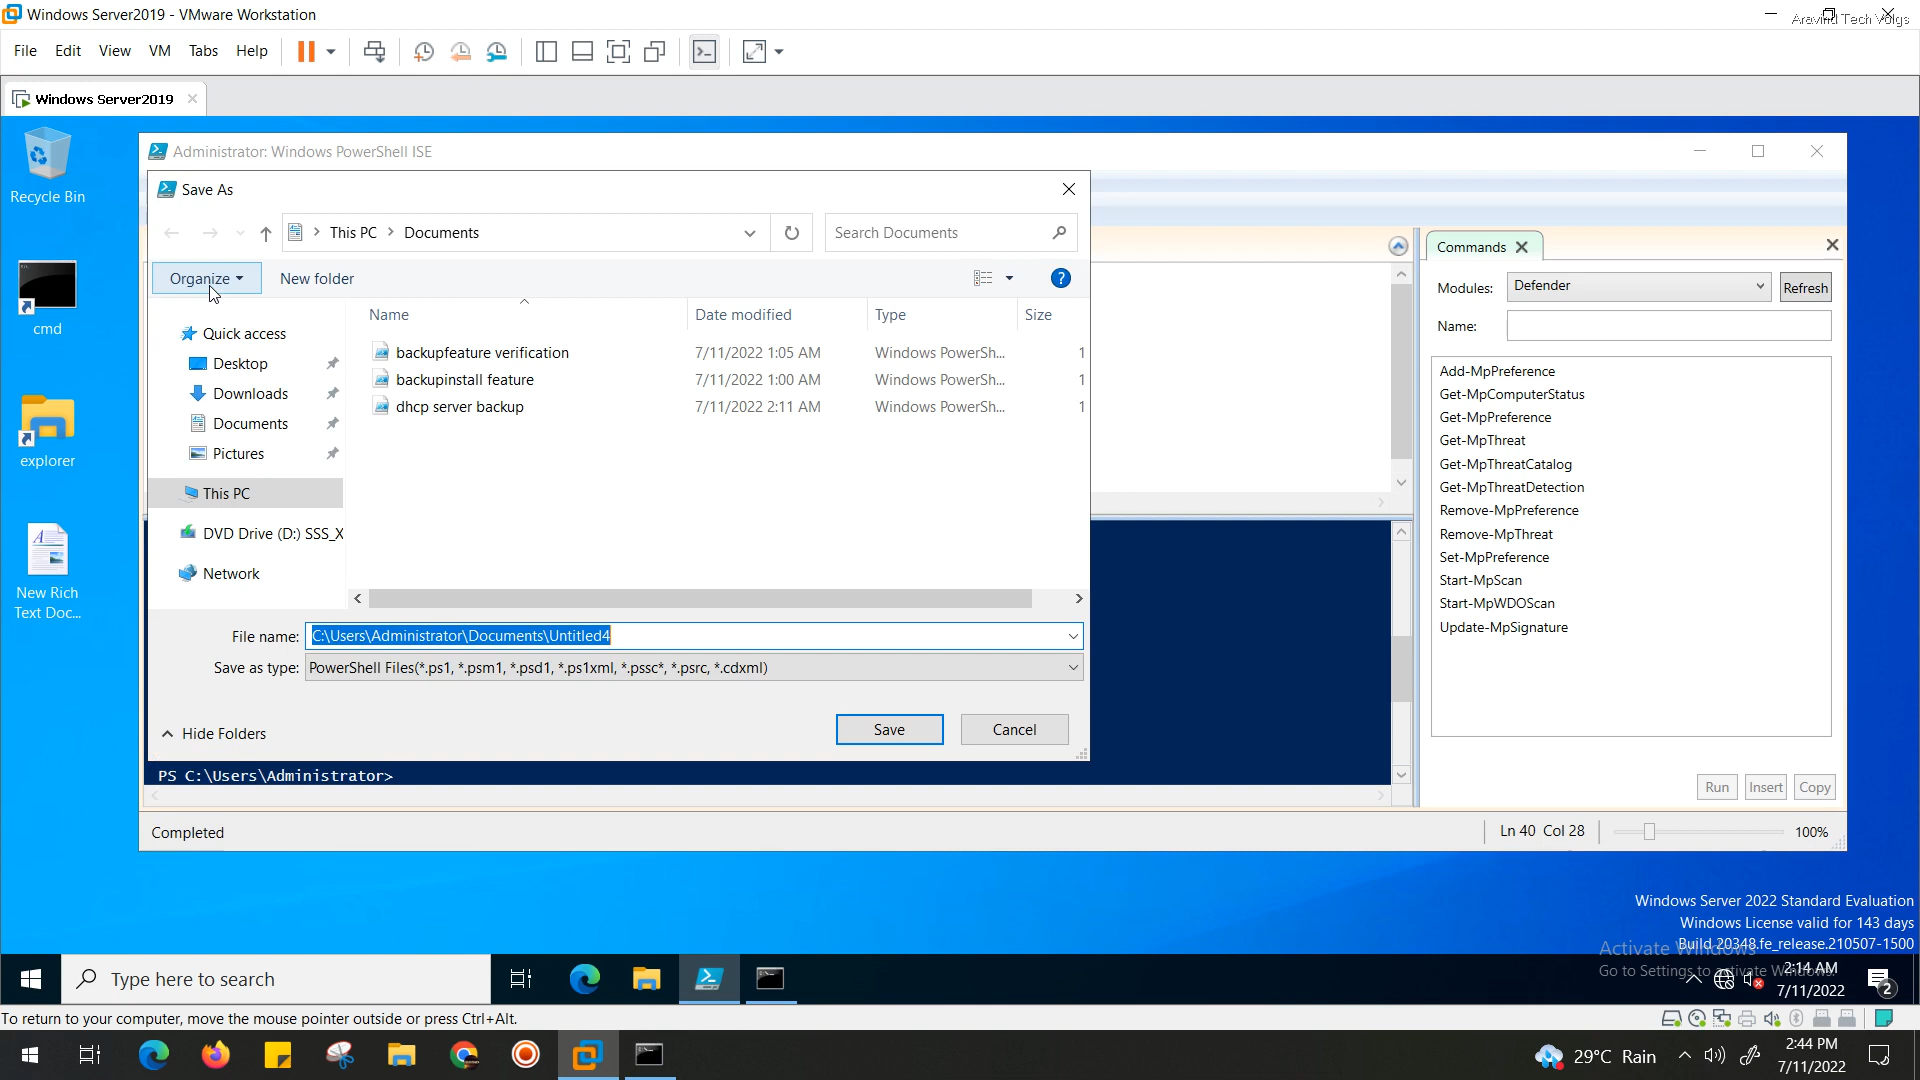 Windows Server2019 - VMware Workstation
Aravind Tech Volgs
File Edit View VM Tabs Help
Windows Server2019
Recycle Bin
cmd
explorer
New Rich
Text Doc...
Administrator: Windows PowerShell ISE
Save As
This PC > Documents
Search Documents
Organize
New folder
Quick access
Desktop
Downloads
Documents
Pictures
This PC
DVD Drive (D:) SSS_X
Network
Name Date modified Type Size
backupfeature verification 7/11/2022 1:05 AM Windows PowerSh... 1
backupinstall feature 7/11/2022 1:00 AM Windows PowerSh... 1
dhcp server backup 7/11/2022 2:11 AM Windows PowerSh... 1
File name: C:\Users\Administrator\Documents\Untitled4
Save as type: PowerShell Files(*.ps1, *.psm1, *.psd1, *.ps1xml, *.pssc*, *.psrc, *.cdxml)
Hide Folders
Save
Cancel
PS C:\Users\Administrator>
Commands
Modules: Defender Refresh
Name:
Add-MpPreference
Get-MpComputerStatus
Get-MpPreference
Get-MpThreat
Get-MpThreatCatalog
Get-MpThreatDetection
Remove-MpPreference
Remove-MpThreat
Set-MpPreference
Start-MpScan
Start-MpWDOScan
Update-MpSignature
Run Insert Copy
Completed
Ln 40 Col 28
100%
Windows Server 2022 Standard Evaluation
Windows License valid for 143 days
Build 20348.fe_release.210507-1500
Activate Windows
Go to Settings to activate Windows.
Type here to search
2:14 AM
7/11/2022
2
To return to your computer, move the mouse pointer outside or press Ctrl+Alt.
29°C Rain
2:44 PM
7/11/2022